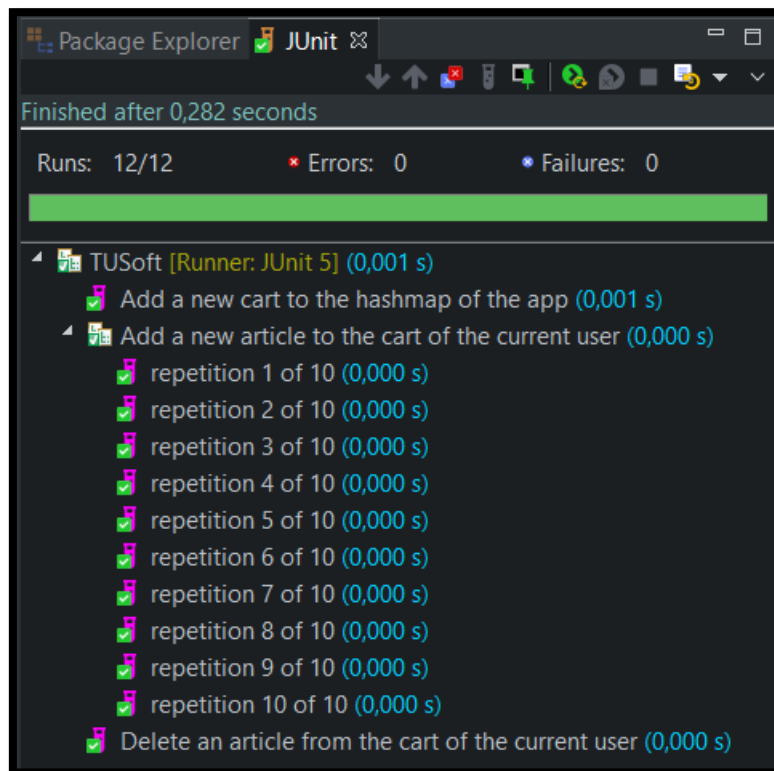 Package Explorer JUnit
Finished after 0,282 seconds
Runs: 12/12 Errors: 0 Failures: 0
TUSoft [Runner: JUnit 5] (0,001 s)
Add a new cart to the hashmap of the app (0,001 s)
Add a new article to the cart of the current user (0,000 s)
repetition 1 of 10 (0,000 s)
repetition 2 of 10 (0,000 s)
repetition 3 of 10 (0,000 s)
repetition 4 of 10 (0,000 s)
repetition 5 of 10 (0,000 s)
repetition 6 of 10 (0,000 s)
repetition 7 of 10 (0,000 s)
repetition 8 of 10 (0,000 s)
repetition 9 of 10 (0,000 s)
repetition 10 of 10 (0,000 s)
Delete an article from the cart of the current user (0,000 s)